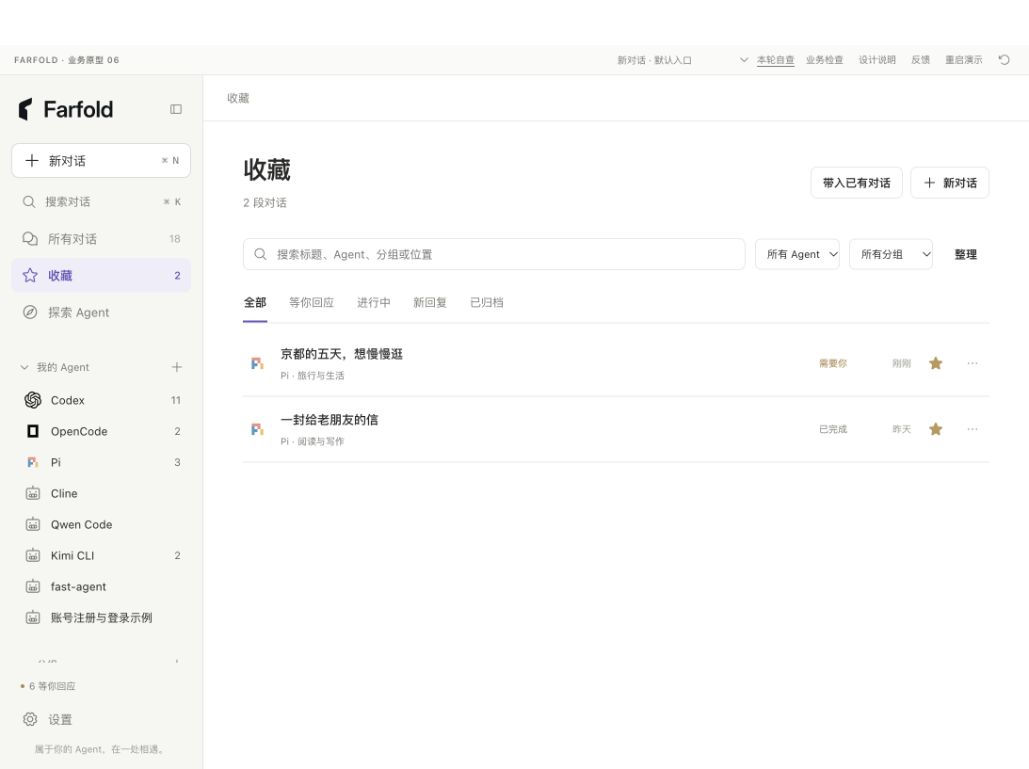 FARFOLD · 业务原型 06
新对话 · 默认入口
本轮自查
业务检查
设计说明
反馈
重启演示
Farfold
新对话
⌘ N
搜索对话
⌘ K
所有对话
18
收藏
2
探索 Agent
我的 Agent
Codex
11
OpenCode
2
Pi
3
Cline
Qwen Code
Kimi CLI
2
fast-agent
账号注册与登录示例
6 等你回应
设置
属于你的 Agent，在一处相遇。
收藏
收藏
2 段对话
带入已有对话
新对话
搜索标题、Agent、分组或位置
所有 Agent
所有分组
整理
全部
等你回应
进行中
新回复
已归档
京都的五天，想慢慢逛
Pi · 旅行与生活
需要你
刚刚
一封给老朋友的信
Pi · 阅读与写作
已完成
昨天